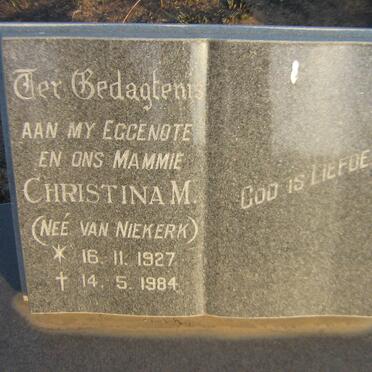 Ter Gedagtenis
AAN MY EGGENOTE
EN ONS MAMMIE
CHRISTINA M.
(NEÉ VAN NIEKERK)
* 16. 11. 1927
† 14. 5. 1984
GOD IS LIEFDE